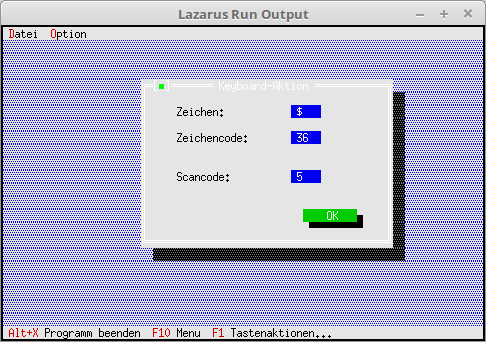 Lazarus Run Output
Datei Option
Keyboard-Aktion
Zeichen: $
Zeichencode: 36
Scancode: 5
OK
Alt+X Programm beenden F10 Menu F1 Tastenaktionen...